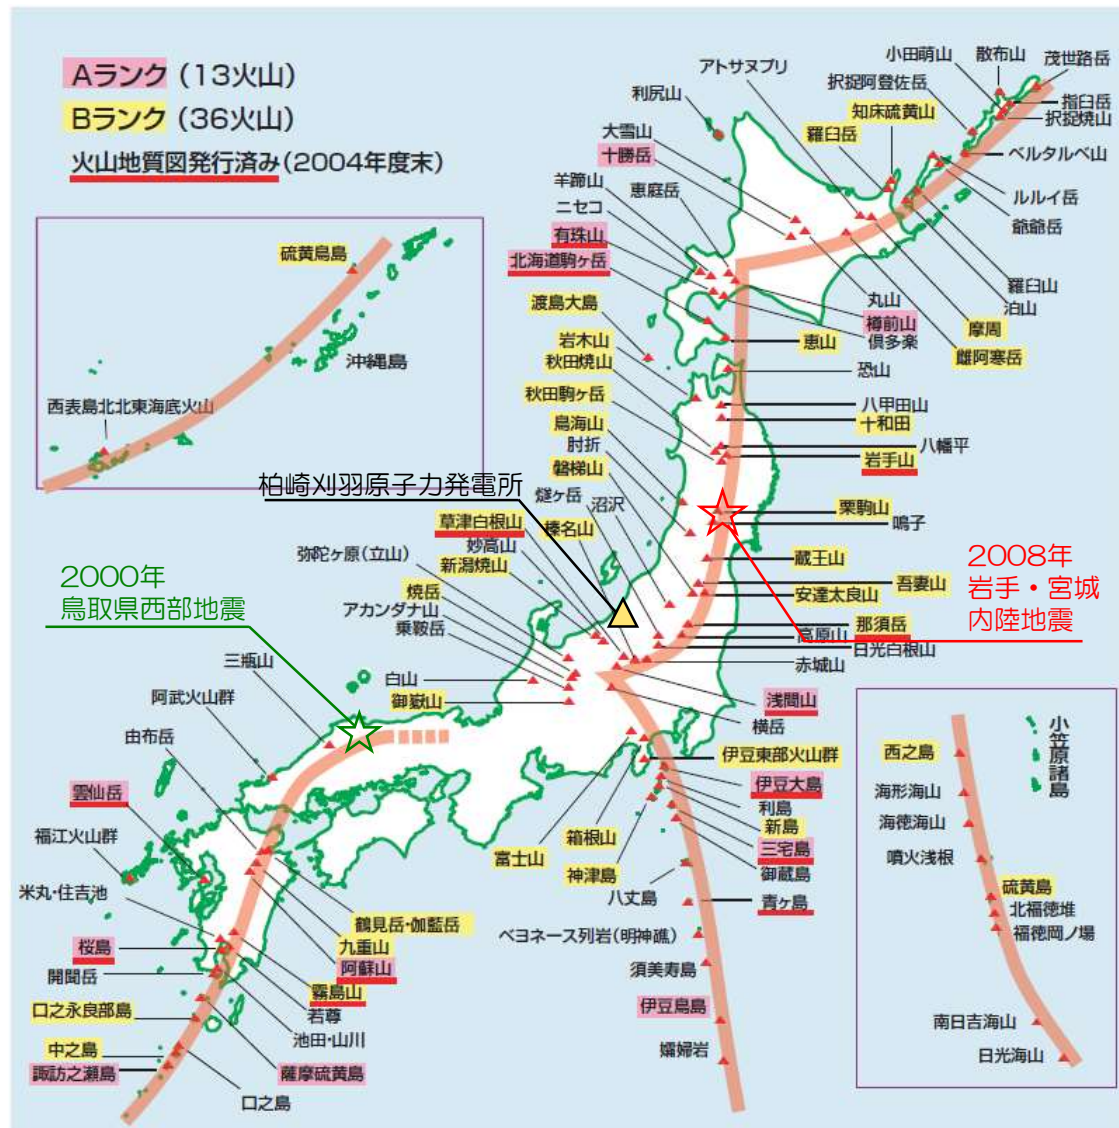 Aランク (13火山)
Bランク (36火山)
火山地質図発行済み(2004年度末)
硫黄鳥島
沖縄島
西表島北北東海底火山
小田萌山
散布山
茂世路岳
アトサヌプリ
択捉阿登佐岳
指臼岳
利尻山
知床硫黄山
択捉焼山
大雪山
羅臼岳
十勝岳
ベルタルベ山
羊蹄山
恵庭岳
ルルイ岳
ニセコ
爺爺岳
有珠山
北海道駒ヶ岳
羅臼山
丸山
泊山
渡島大島
樽前山
摩周
岩木山
恵山
倶多楽
雌阿寒岳
秋田焼山
恐山
秋田駒ヶ岳
八甲田山
鳥海山
十和田
肘折
八幡平
磐梯山
岩手山
柏崎刈羽原子力発電所
燧ヶ岳
沼沢
草津白根山
榛名山
栗駒山
鳴子
妙高山
弥陀ヶ原(立山)
新潟焼山
蔵王山
2008年
岩手・宮城
内陸地震
2000年
鳥取県西部地震
焼岳
吾妻山
アカンダナ山
安達太良山
乗鞍岳
那須岳
高原山
日光白根山
三瓶山
赤城山
白山
阿武火山群
御嶽山
浅間山
横岳
由布岳
伊豆東部火山群
雲仙岳
伊豆大島
利島
福江火山群
箱根山
新島
富士山
三宅島
米丸・住吉池
神津島
御蔵島
八丈島
青ヶ島
鶴見岳・伽藍岳
ベヨネース列岩(明神礁)
桜島
九重山
阿蘇山
須美寿島
開聞岳
霧島山
若尊
口之永良部島
伊豆鳥島
池田・山川
中之島
孀婦岩
諏訪之瀬島
薩摩硫黄島
口之島
小笠原諸島
西之島
海形海山
海徳海山
噴火浅根
硫黄島
北福徳堆
福徳岡ノ場
南日吉海山
日光海山